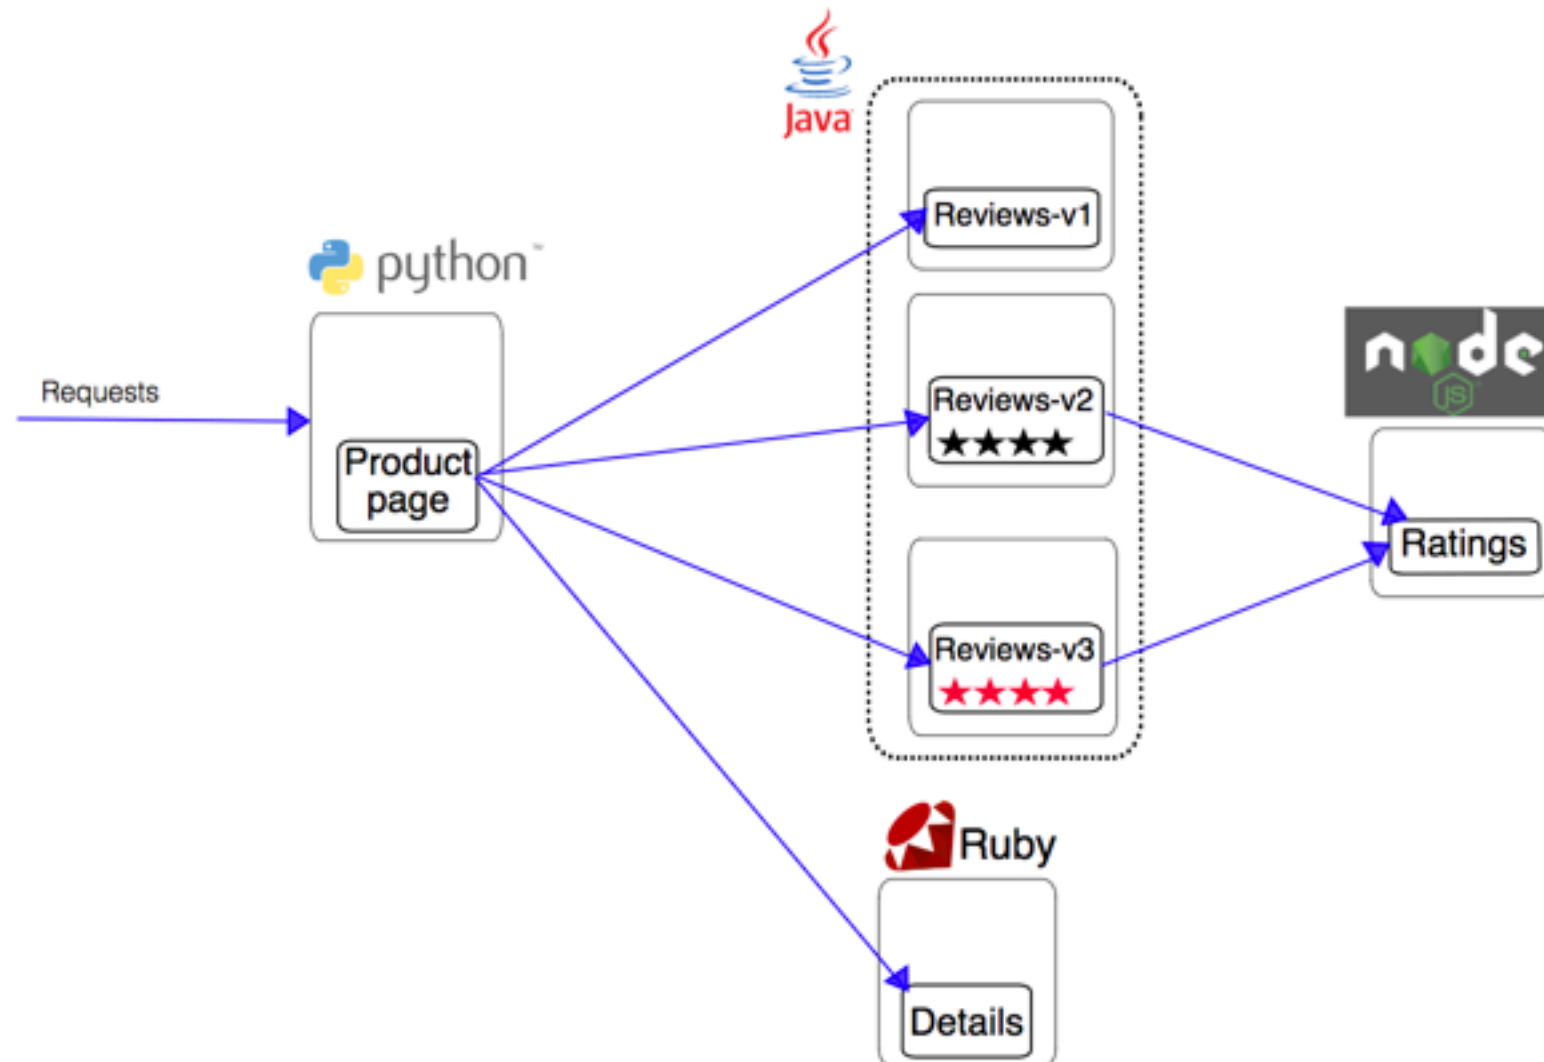 Java
Reviews-v1
python
Requests
Product
page
Reviews-v2
★★★★
node
JS
Ratings
Reviews-v3
★★★★
Ruby
Details